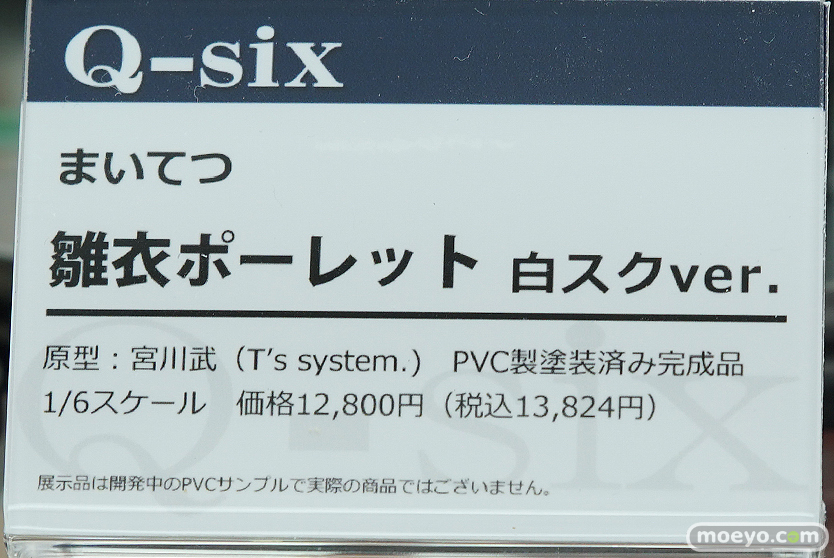 Q-six
まいてつ
雛衣ポーレット 白スクver.
原型：宮川武（T's system.） PVC製塗装済み完成品
1/6スケール 価格12,800円（税込13,824円）
展示品は開発中のPVCサンプルで実際の商品ではございません。
Q-six
moeyo.com